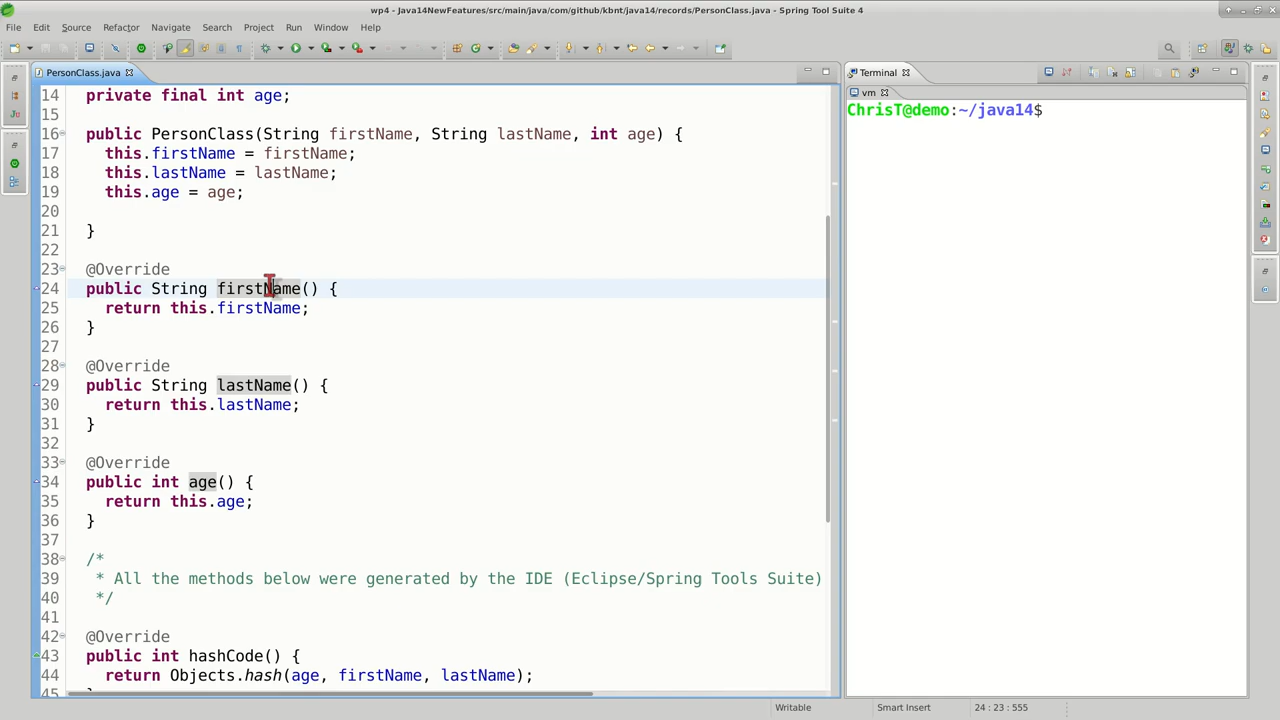 wp4 - Java14NewFeatures/src/main/java/com/github/kbnt/java14/records/PersonClass.java - Spring Tool Suite 4
File Edit Source Refactor Navigate Search Project Run Window Help
PersonClass.java
Terminal
vm
14 private final int age;
15
16 public PersonClass(String firstName, String lastName, int age) {
17 this.firstName = firstName;
18 this.lastName = lastName;
19 this.age = age;
20
21 }
22
23 @Override
24 public String firstName() {
25 return this.firstName;
26 }
27
28 @Override
29 public String lastName() {
30 return this.lastName;
31 }
32
33 @Override
34 public int age() {
35 return this.age;
36 }
37
38 /*
39 * All the methods below were generated by the IDE (Eclipse/Spring Tools Suite)
40 */
41
42 @Override
43 public int hashCode() {
44 return Objects.hash(age, firstName, lastName);
45 }
ChrisT@demo:~/java14$
Writable Smart Insert 24 : 23 : 555